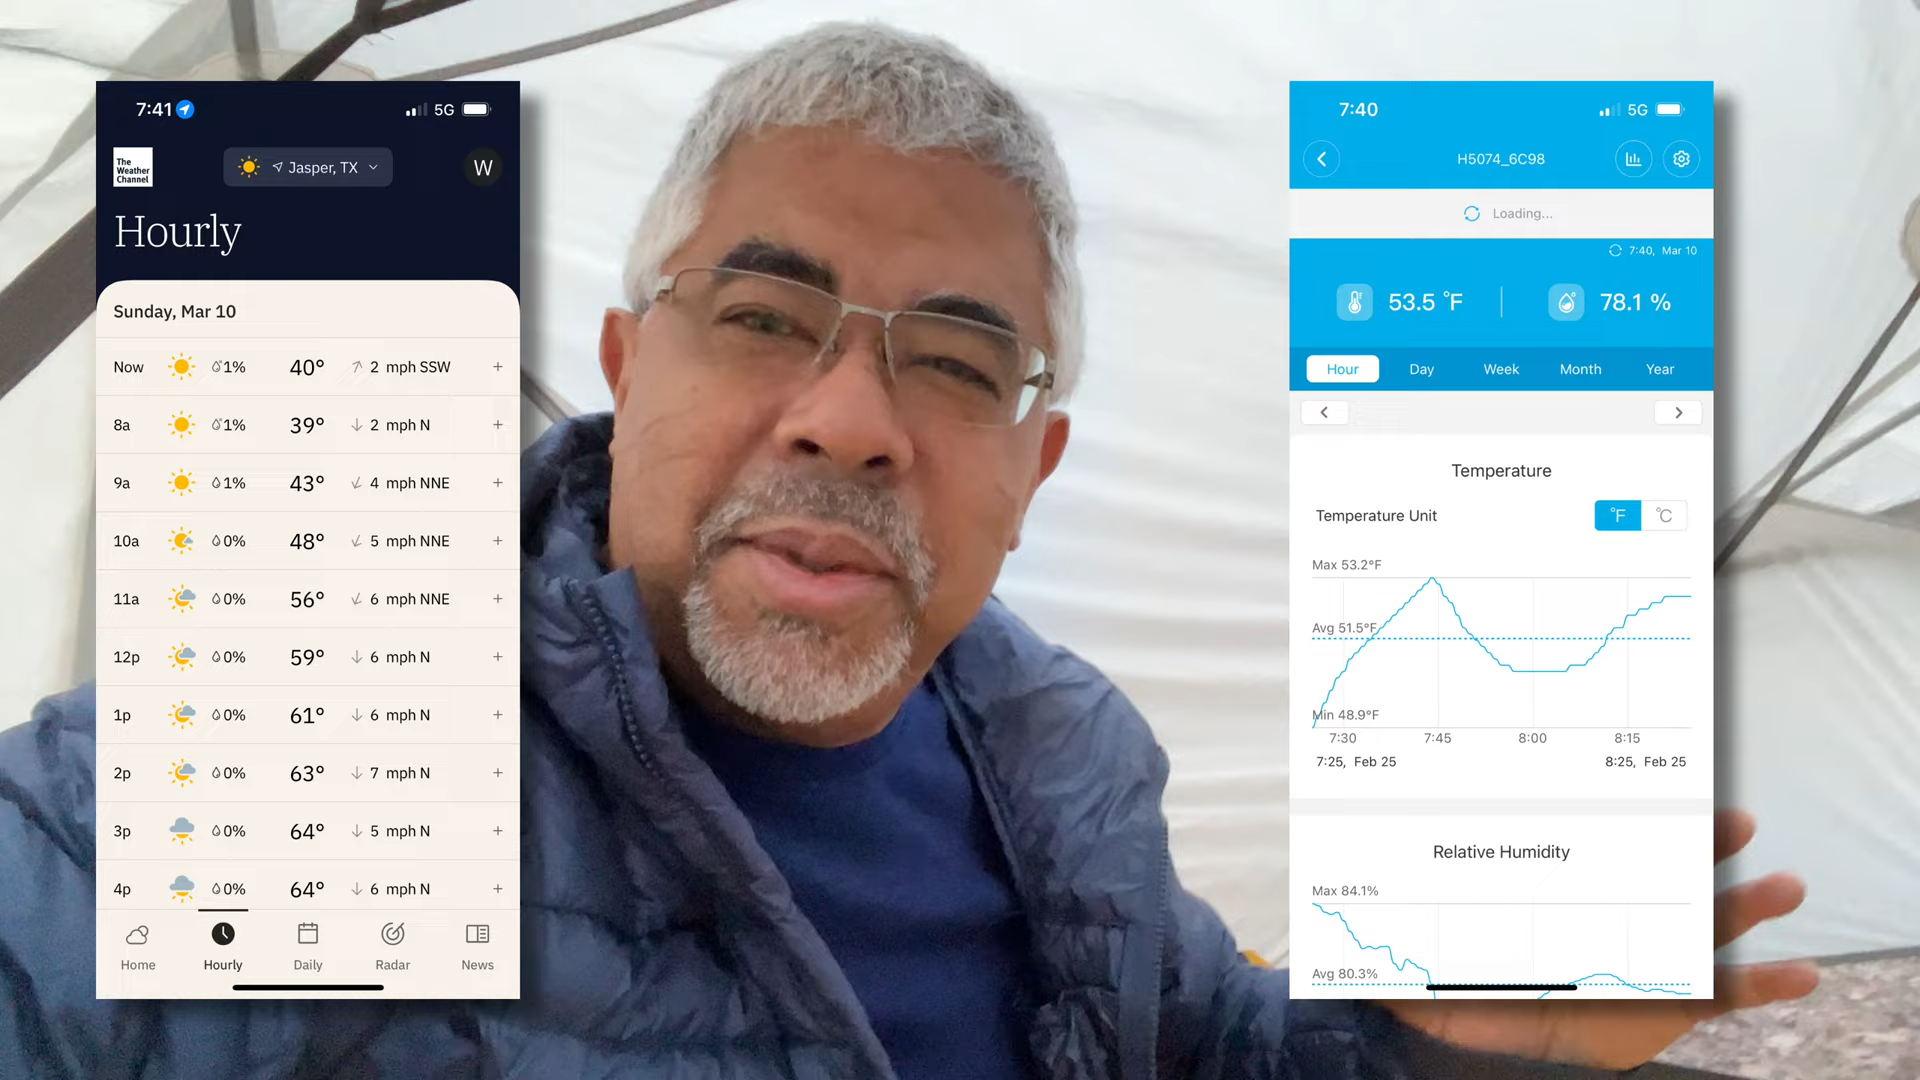 7:41
5G
The
Weather
Channel
Jasper, TX
W
Hourly
Sunday, Mar 10
Now 1% 40° 2 mph SSW +
8a 1% 39° 2 mph N +
9a 1% 43° 4 mph NNE +
10a 0% 48° 5 mph NNE +
11a 0% 56° 6 mph NNE +
12p 0% 59° 6 mph N +
1p 0% 61° 6 mph N +
2p 0% 63° 7 mph N +
3p 0% 64° 5 mph N +
4p 0% 64° 6 mph N +
Home Hourly Daily Radar News
7:40
5G
H5074_6C98
Loading...
7:40, Mar 10
53.5 °F 78.1 %
Hour Day Week Month Year
Temperature
Temperature Unit °F °C
Max 53.2°F
Avg 51.5°F
Min 48.9°F
7:30 7:45 8:00 8:15
7:25, Feb 25 8:25, Feb 25
Relative Humidity
Max 84.1%
Avg 80.3%